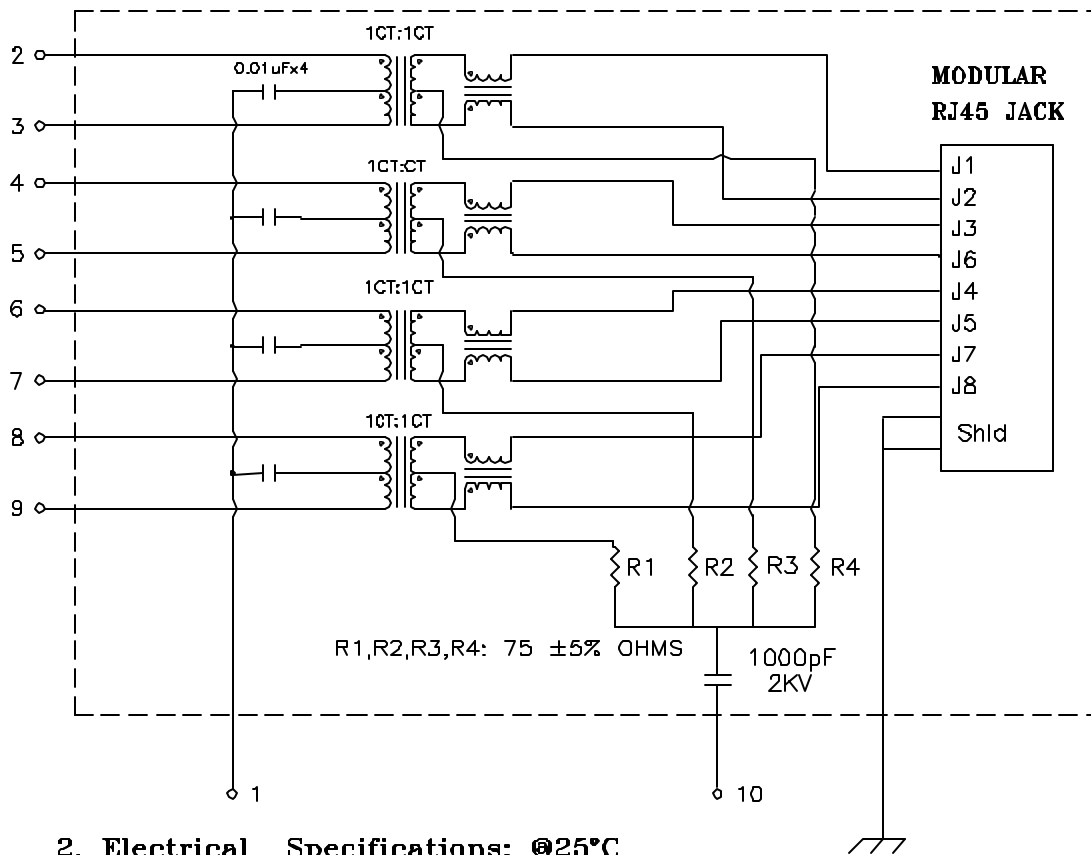 1CT:1CT
2
0.01uFx4
MODULAR
RJ45 JACK
3
J1
1CT:CT
4
J2
J3
5
J6
1CT:1CT
J4
6
J5
J7
7
J8
1CT:1CT
8
Shld
9
R1
R2
R3
R4
R1,R2,R3,R4: 75 ±5% OHMS
1000pF
2KV
1
10
2. Electrical Specifications: @25°C